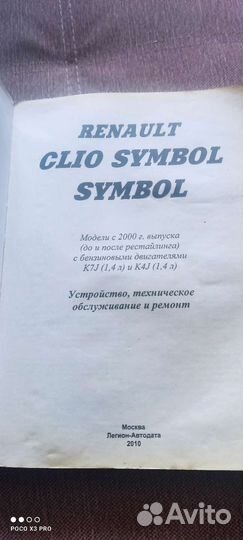 RENAULT
CLIO SYMBOL
SYMBOL
Модели с 2000 г. выпуска
(до и после рестайлинга)
с бензиновыми двигателями
K7J (1,4 л) и K4J (1,4 л)
Устройство, техническое
обслуживание и ремонт
Москва
Легион-Автодата
2010
POCO X3 PRO
Avito